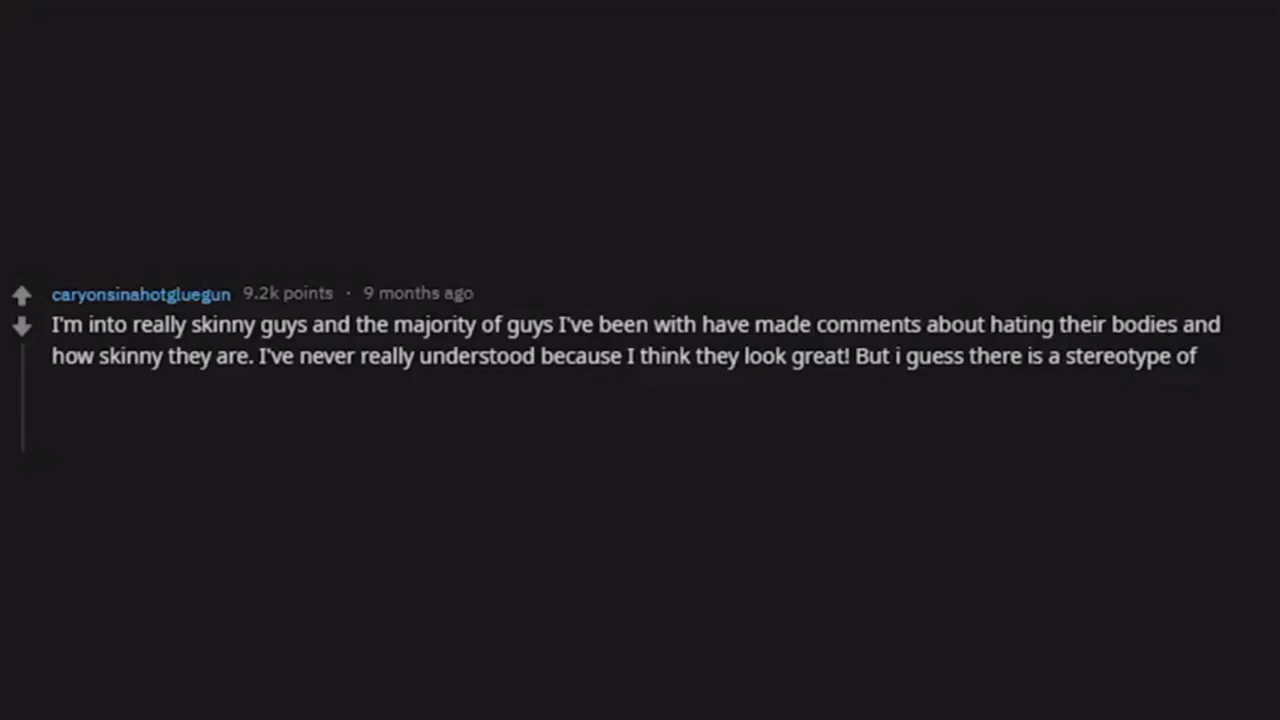 caryonsinahotgluegun 9.2k points · 9 months ago
I'm into really skinny guys and the majority of guys I've been with have made comments about hating their bodies and
how skinny they are. I've never really understood because I think they look great! But i guess there is a stereotype of